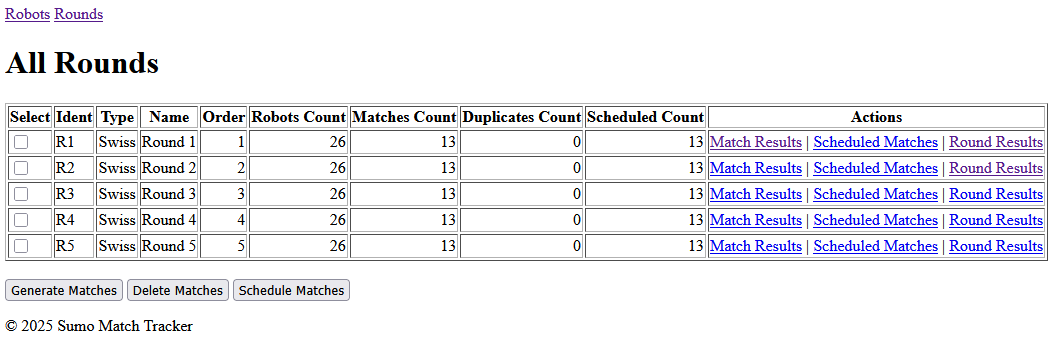 Robots Rounds
All Rounds
Select Ident Type Name Order Robots Count Matches Count Duplicates Count Scheduled Count Actions
R1 Swiss Round 1 1 26 13 0 13 Match Results | Scheduled Matches | Round Results
R2 Swiss Round 2 2 26 13 0 13 Match Results | Scheduled Matches | Round Results
R3 Swiss Round 3 3 26 13 0 13 Match Results | Scheduled Matches | Round Results
R4 Swiss Round 4 4 26 13 0 13 Match Results | Scheduled Matches | Round Results
R5 Swiss Round 5 5 26 13 0 13 Match Results | Scheduled Matches | Round Results
Generate Matches Delete Matches Schedule Matches
© 2025 Sumo Match Tracker